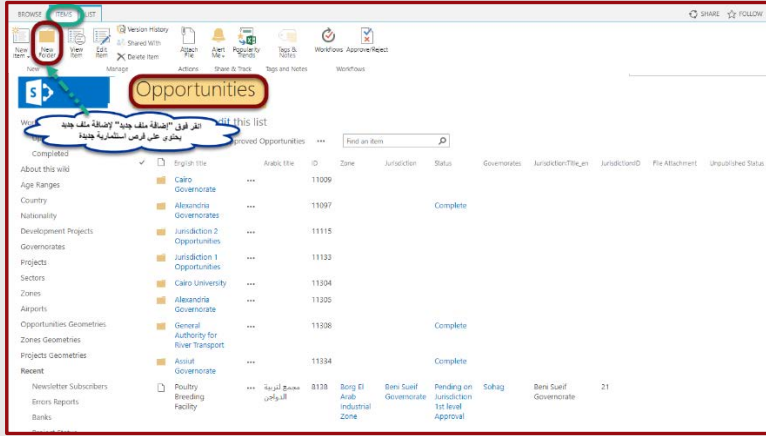 BROWSE ITEMS LIST
SHARE FOLLOW
New Item
New Folder
View Item
Edit Item
Version History
Shared With
Delete Item
Attach File
Alert Me
Popularity Trends
Tags & Notes
Workflows
Approve/Reject
New
Manage
Actions
Share & Track
Tags and Notes
Workflows
Opportunities
انقر فوق "إضافة ملف جديد" لإضافة ملف جديد
يحتوي على فرص استثمارية جديدة
edit this list
Opportunities ... Find an item
Completed
About this wiki
Age Ranges
Country
Nationality
Development Projects
Governorates
Projects
Sectors
Zones
Airports
Opportunities Geometries
Zones Geometries
Projects Geometries
Recent
Newsletter Subscribers
Errors Reports
Banks
English title Arabic title ID Zone Jurisdiction Status Governorates JurisdictionTitle_en JurisdictionID File Attachment Unpublished Status
Cairo Governorate ... 11009
Alexandria Governorates ... 11097 Complete
Jurisdiction 2 Opportunities ... 11115
Jurisdiction 1 Opportunities ... 11133
Cairo University ... 11304
Alexandria Governorate ... 11305
General Authority for River Transport ... 11308 Complete
Assiut Governorate ... 11334 Complete
Poultry Breeding Facility ... مجمع لتربية الدواجن 8138 Borg El Arab Industrial Zone Beni Sueif Governorate Pending on Jurisdiction 1st level Approval Sohag Beni Sueif Governorate 21